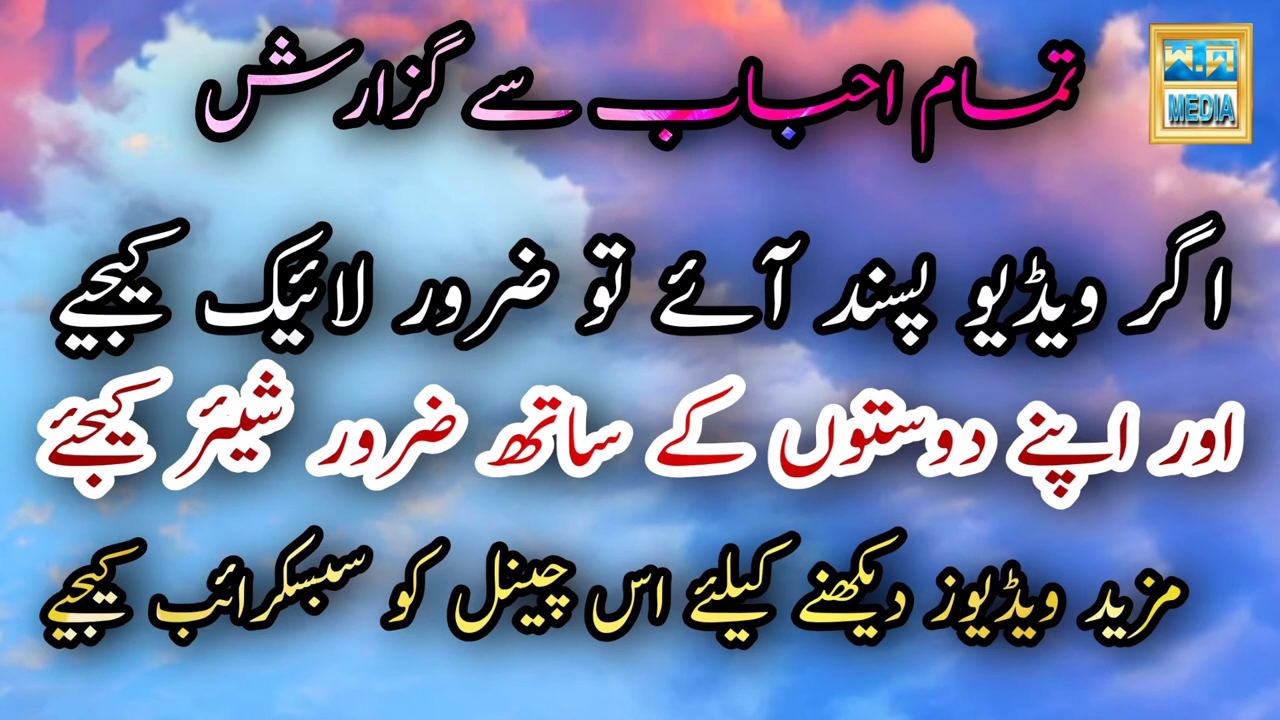 تمام احباب سے گزارش
MEDIA
اگر ویڈیو پسند آئے تو ضرور لائیک کیجیے
اور اپنے دوستوں کے ساتھ ضرور شیئر کیجئے
مزید ویڈیوز دیکھنے کیلئے اس چینل کو سبسکرائب کیجیے